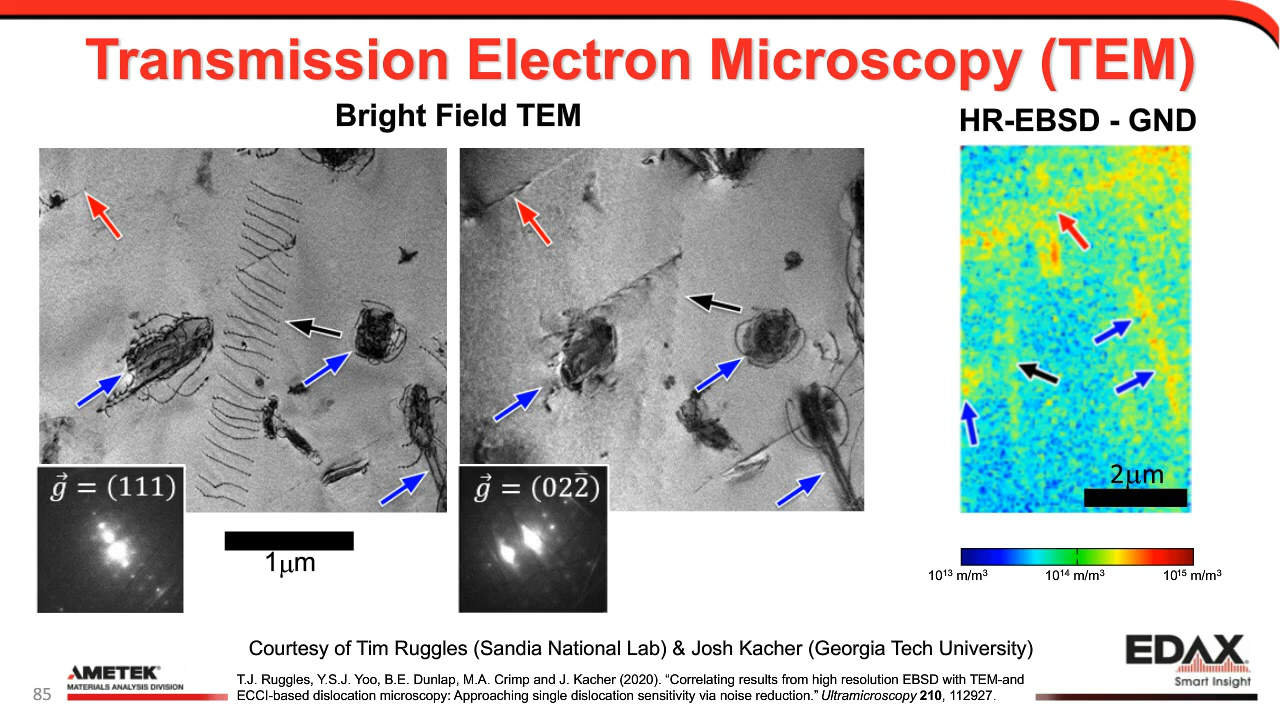 Transmission Electron Microscopy (TEM)
Bright Field TEM
HR-EBSD - GND
g⃗ = (111)
g⃗ = (022̅)
1μm
2μm
10¹³ m/m³
10¹⁴ m/m³
10¹⁵ m/m³
Courtesy of Tim Ruggles (Sandia National Lab) & Josh Kacher (Georgia Tech University)
T.J. Ruggles, Y.S.J. Yoo, B.E. Dunlap, M.A. Crimp and J. Kacher (2020). “Correlating results from high resolution EBSD with TEM-and
ECCI-based dislocation microscopy: Approaching single dislocation sensitivity via noise reduction.” Ultramicroscopy 210, 112927.
85
AMETEK®
MATERIALS ANALYSIS DIVISION
EDAX
Smart Insight